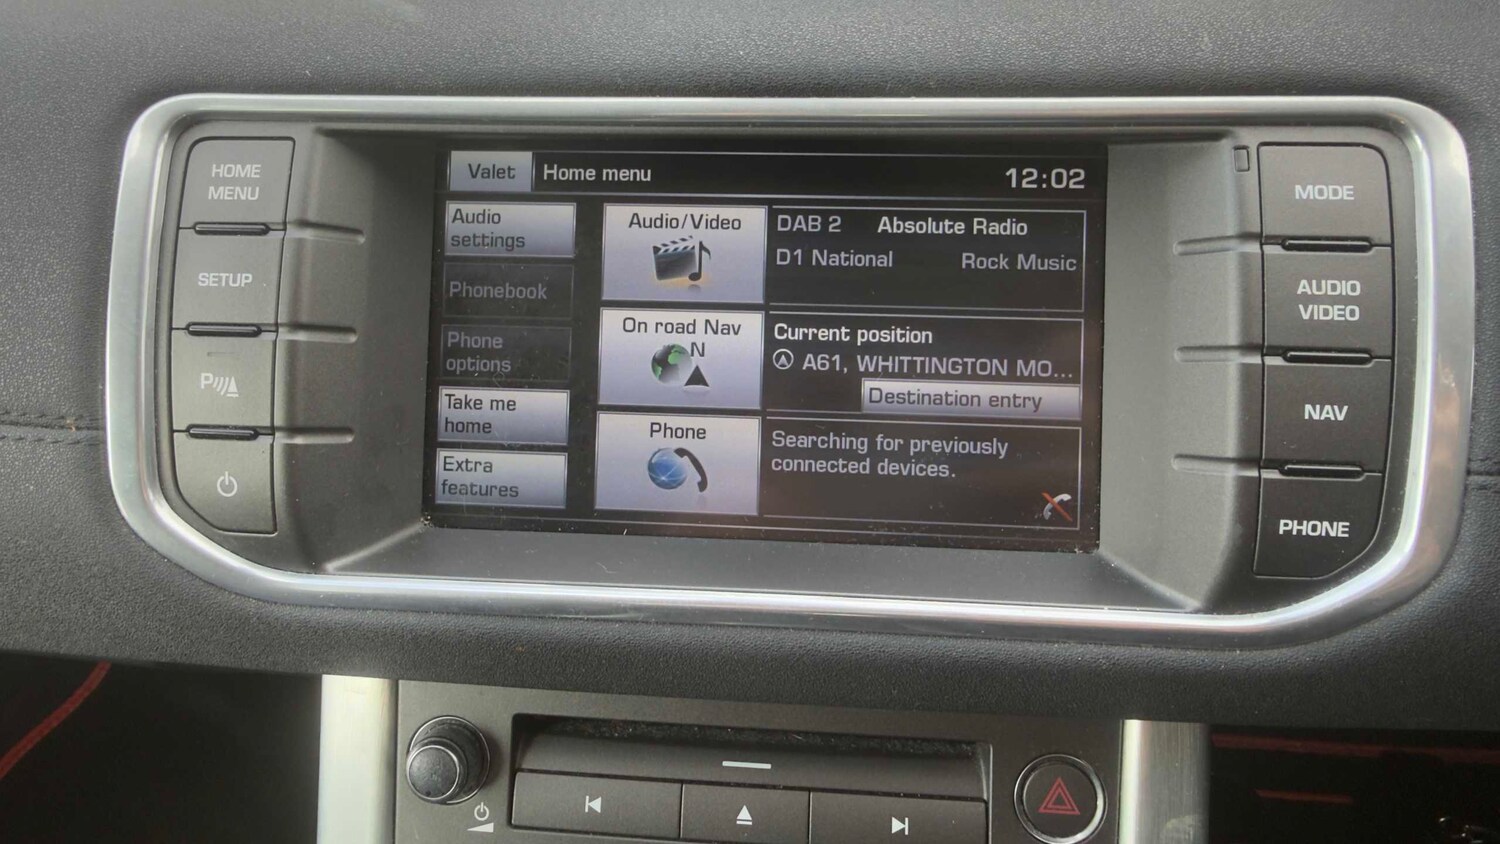 HOME
MENU
SETUP
P
Valet
Home menu
12:02
Audio
settings
Phonebook
Phone
options
Take me
home
Extra
features
Audio/Video
On road Nav
N
Phone
DAB 2 Absolute Radio
D1 National Rock Music
Current position
A61, WHITTINGTON MO...
Destination entry
Searching for previously
connected devices.
MODE
AUDIO
VIDEO
NAV
PHONE